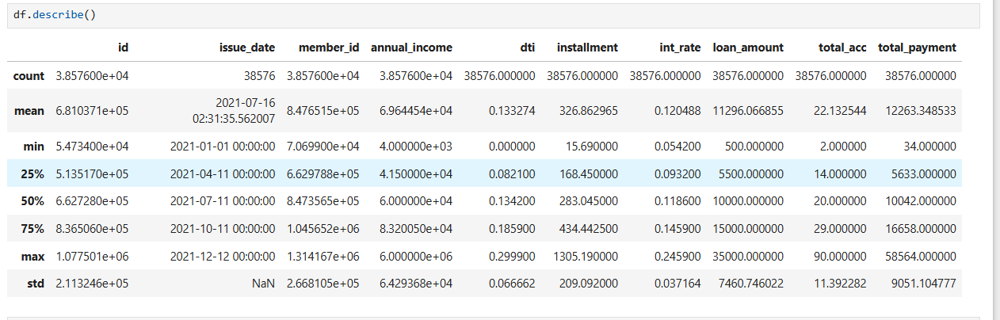 df.describe()
id issue_date member_id annual_income dti installment int_rate loan_amount total_acc total_payment
count 3.857600e+04 38576 3.857600e+04 3.857600e+04 38576.000000 38576.000000 38576.000000 38576.000000 38576.000000 38576.000000
mean 6.810371e+05 2021-07-16 02:31:35.562007 8.476515e+05 6.964454e+04 0.133274 326.862965 0.120488 11296.066855 22.132544 12263.348533
min 5.473400e+04 2021-01-01 00:00:00 7.069900e+04 4.000000e+03 0.000000 15.690000 0.054200 500.000000 2.000000 34.000000
25% 5.135170e+05 2021-04-11 00:00:00 6.629788e+05 4.150000e+04 0.082100 168.450000 0.093200 5500.000000 14.000000 5633.000000
50% 6.627280e+05 2021-07-11 00:00:00 8.473565e+05 6.000000e+04 0.134200 283.045000 0.118600 10000.000000 20.000000 10042.000000
75% 8.365060e+05 2021-10-11 00:00:00 1.045652e+06 8.320050e+04 0.185900 434.442500 0.145900 15000.000000 29.000000 16658.000000
max 1.077501e+06 2021-12-12 00:00:00 1.314167e+06 6.000000e+06 0.299900 1305.190000 0.245900 35000.000000 90.000000 58564.000000
std 2.113246e+05 NaN 2.668105e+05 6.429368e+04 0.066662 209.092000 0.037164 7460.746022 11.392282 9051.104777